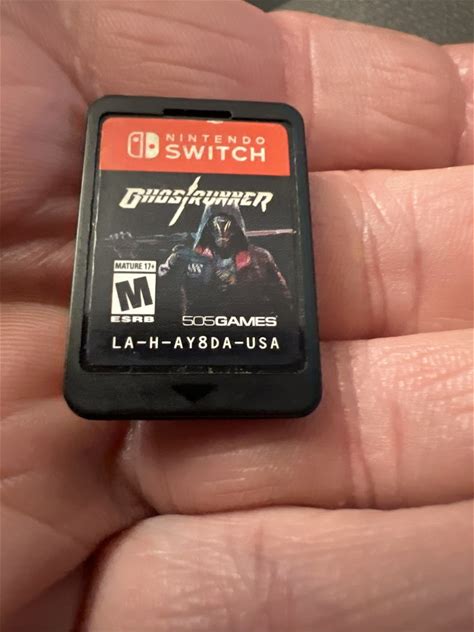 NINTENDO
SWITCH
GHOSTRUNNER
MATURE 17+
M
ESRB
505GAMES
LA-H-AY8DA-USA